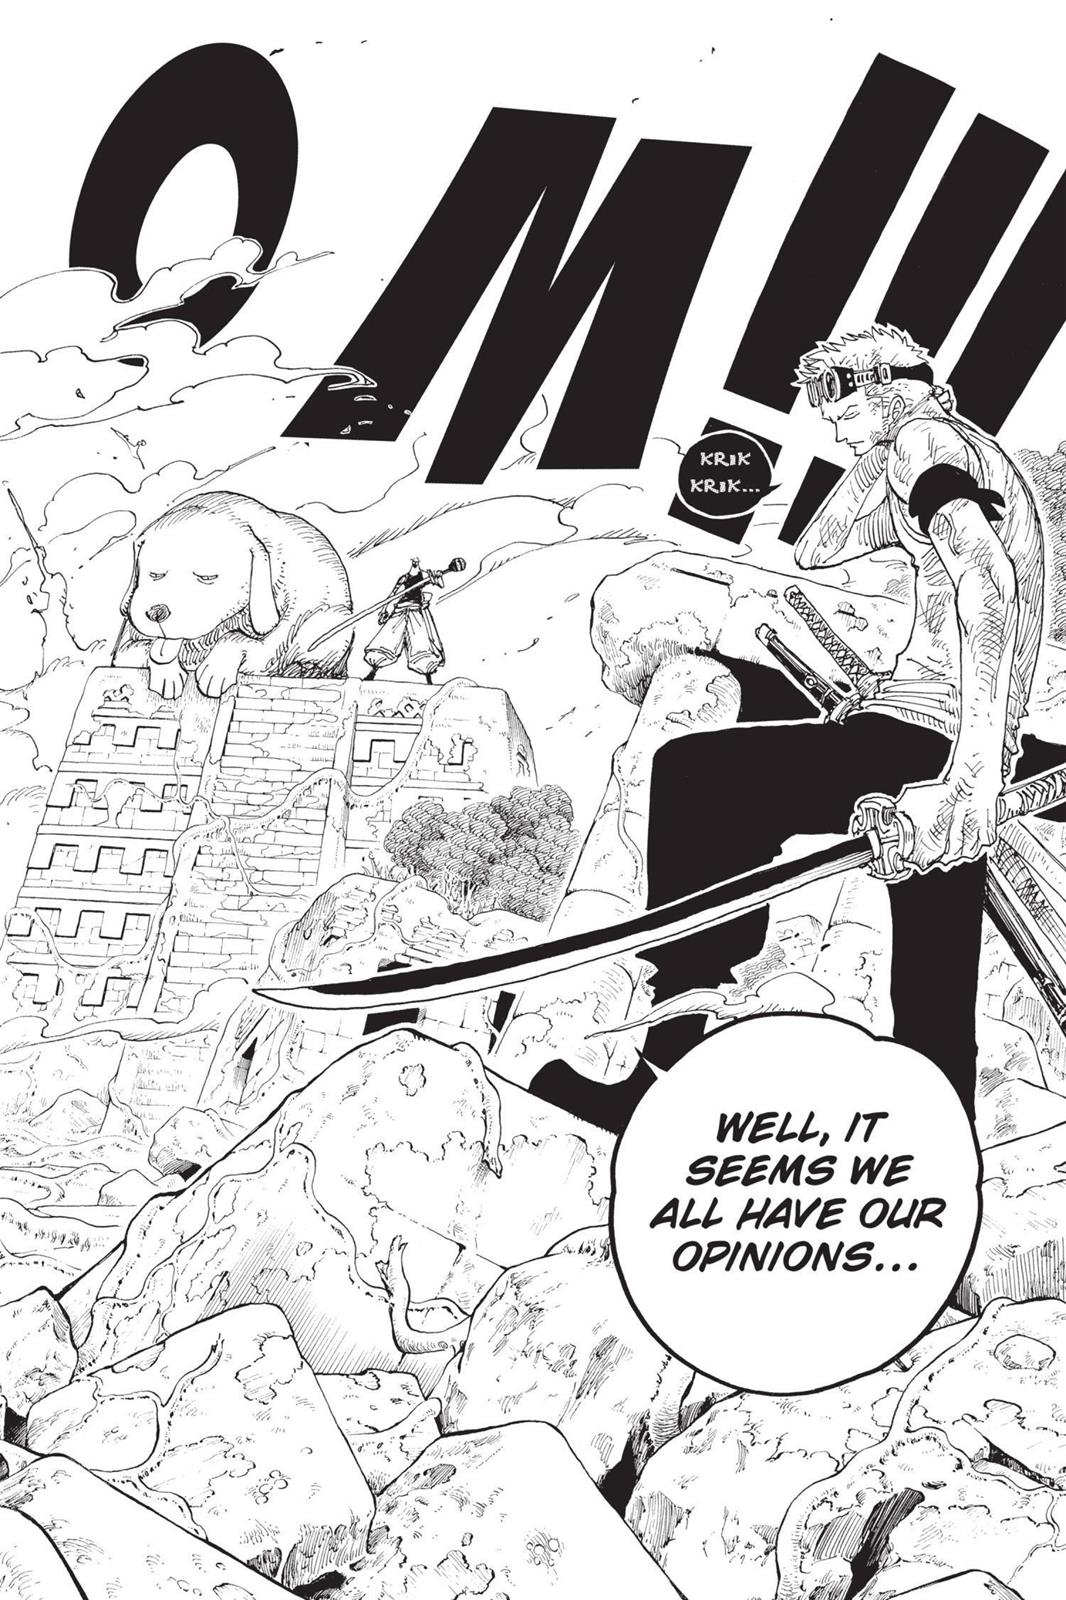 OM!!!
KRIK
KRIK...
WELL, IT
SEEMS WE
ALL HAVE OUR
OPINIONS...